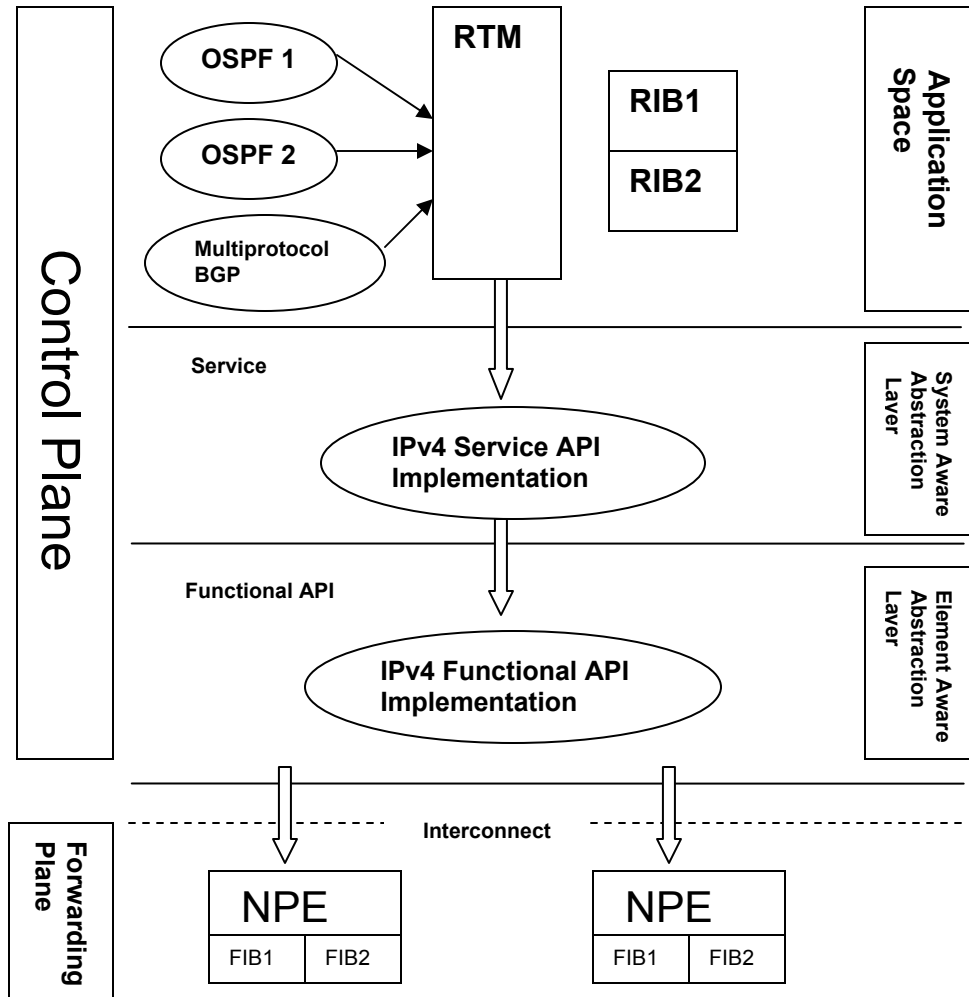 OSPF 1
OSPF 2
Multiprotocol
BGP
RTM
RIB1
RIB2
Application
Space
Control Plane
Service
IPv4 Service API
Implementation
System Aware
Abstraction
Laver
Functional API
IPv4 Functional API
Implementation
Element Aware
Abstraction
Layer
Interconnect
Forwarding
Plane
NPE
FIB1
FIB2
NPE
FIB1
FIB2